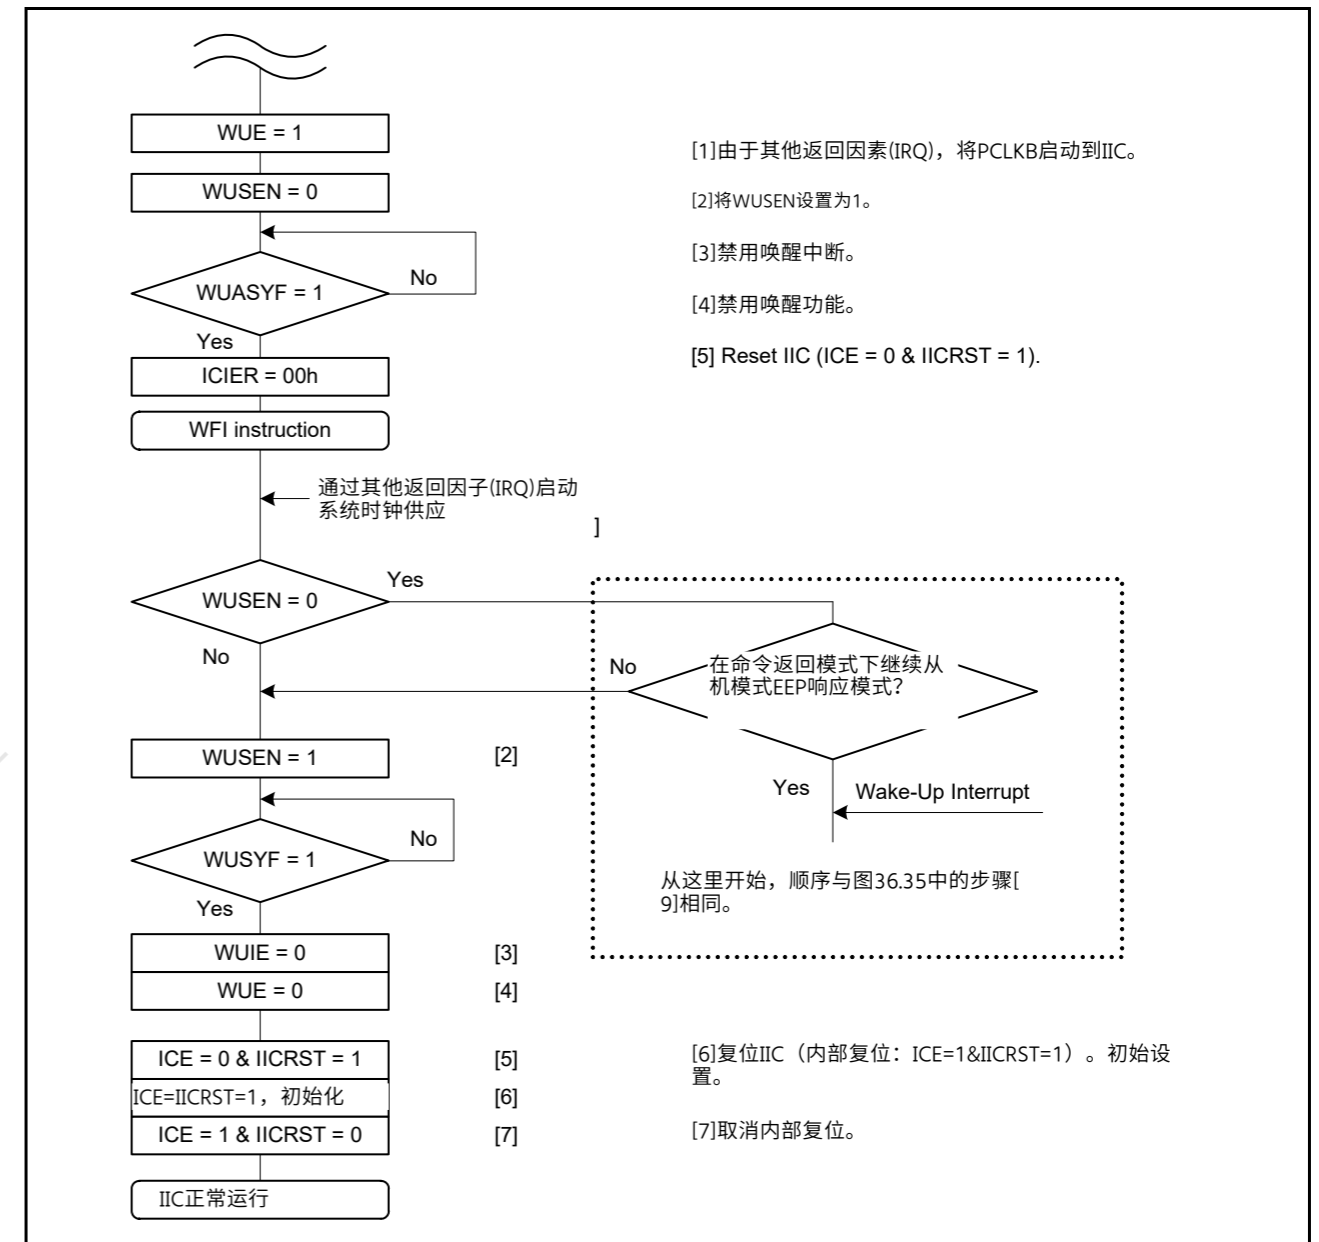 WUE = 1
WUSEN = 0
WUASYF = 1
No
Yes
ICIER = 00h
WFI instruction
通过其他返回因子(IRQ)启动
系统时钟供应
]
WUSEN = 0
Yes
No
No
在命令返回模式下继续从
机模式EEP响应模式?
Yes
Wake-Up Interrupt
从这里开始，顺序与图36.35中的步骤[
9]相同。
WUSEN = 1
[2]
WUSYF = 1
No
Yes
WUIE = 0
[3]
WUE = 0
[4]
ICE = 0 & IICRST = 1
[5]
ICE=IICRST=1，初始化
[6]
ICE = 1 & IICRST = 0
[7]
IIC正常运行
[1]由于其他返回因素(IRQ)，将PCLKB启动到IIC。
[2]将WUSEN设置为1。
[3]禁用唤醒中断。
[4]禁用唤醒功能。
[5] Reset IIC (ICE = 0 & IICRST = 1).
[6]复位IIC（内部复位：ICE=1&IICRST=1）。初始设
置。
[7]取消内部复位。